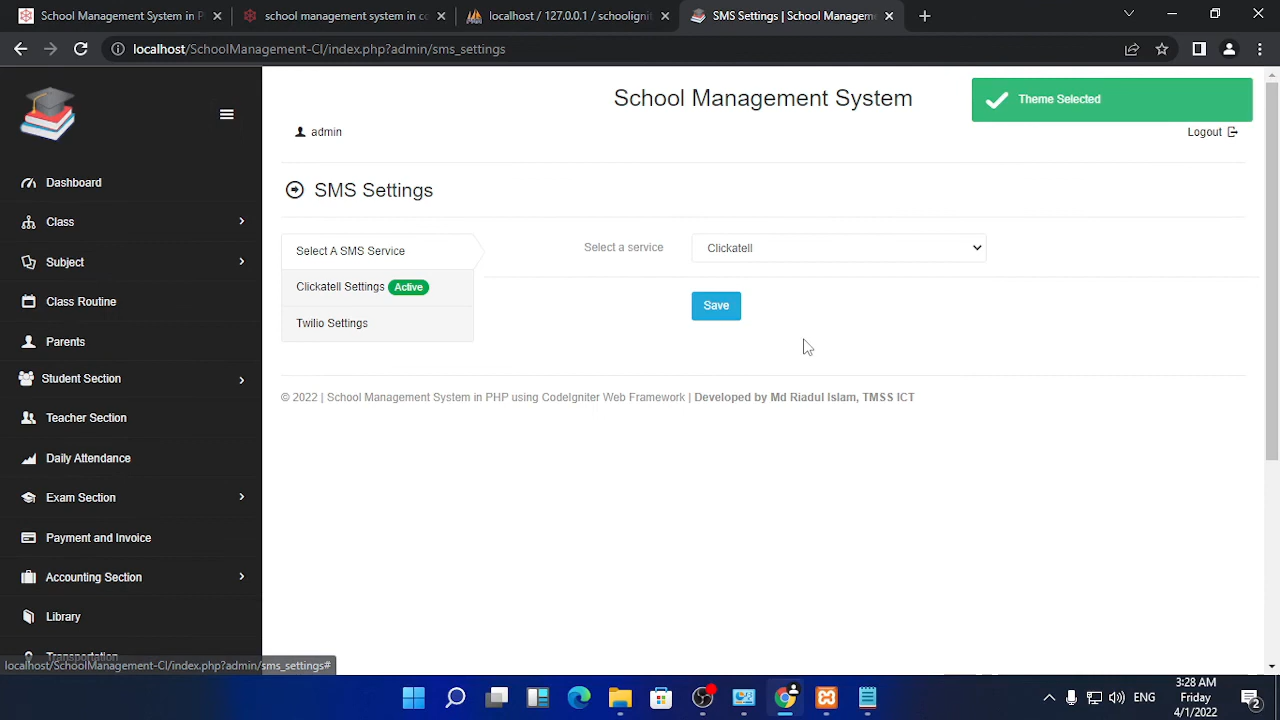 School Management System in P
school management system in co
localhost / 127.0.0.1 / schoolignit
SMS Settings | School Manageme
localhost/SchoolManagement-CI/index.php?admin/sms_settings
School Management System
Theme Selected
admin
Logout
SMS Settings
Dashboard
Class
Subject
Class Routine
Parents
Student Section
Teacher Section
Daily Attendance
Exam Section
Payment and Invoice
Accounting Section
Library
Transportation
Select A SMS Service
Clickatell Settings Active
Twilio Settings
Select a service
Clickatell
Save
© 2022 | School Management System in PHP using CodeIgniter Web Framework | Developed by Md Riadul Islam, TMSS ICT
localhost/SchoolManagement-CI/index.php?admin/sms_settings#
ENG
3:28 AM
Friday
4/1/2022
2